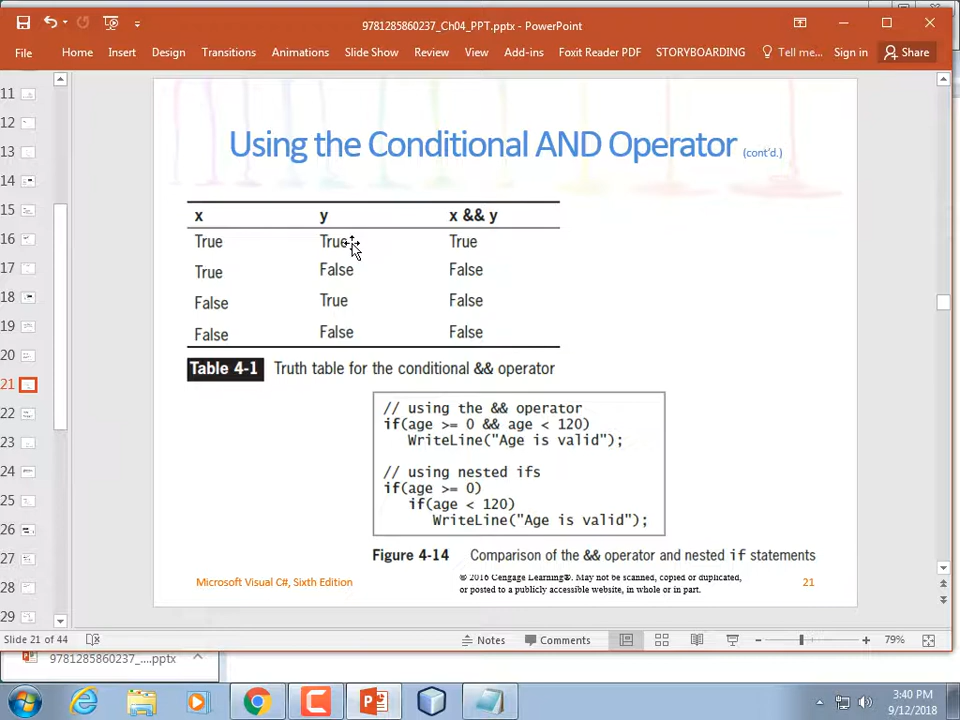 9781285860237_Ch04_PPT.pptx - PowerPoint
File Home Insert Design Transitions Animations Slide Show Review View Add-ins Foxit Reader PDF STORYBOARDING Tell me... Sign in Share
11
12
13
14
15
16
17
18
19
20
21
22
23
24
25
26
27
28
29
Using the Conditional AND Operator (cont'd.)
x y x && y
True True True
True False False
False True False
False False False
Table 4-1 Truth table for the conditional && operator
// using the && operator
if(age >= 0 && age < 120)
WriteLine("Age is valid");
// using nested ifs
if(age >= 0)
if(age < 120)
WriteLine("Age is valid");
Figure 4-14 Comparison of the && operator and nested if statements
Microsoft Visual C#, Sixth Edition
© 2016 Cengage Learning®. May not be scanned, copied or duplicated,
or posted to a publicly accessible website, in whole or in part.
21
Slide 21 of 44 Notes Comments 79%
9781285860237_....pptx
3:40 PM
9/12/2018